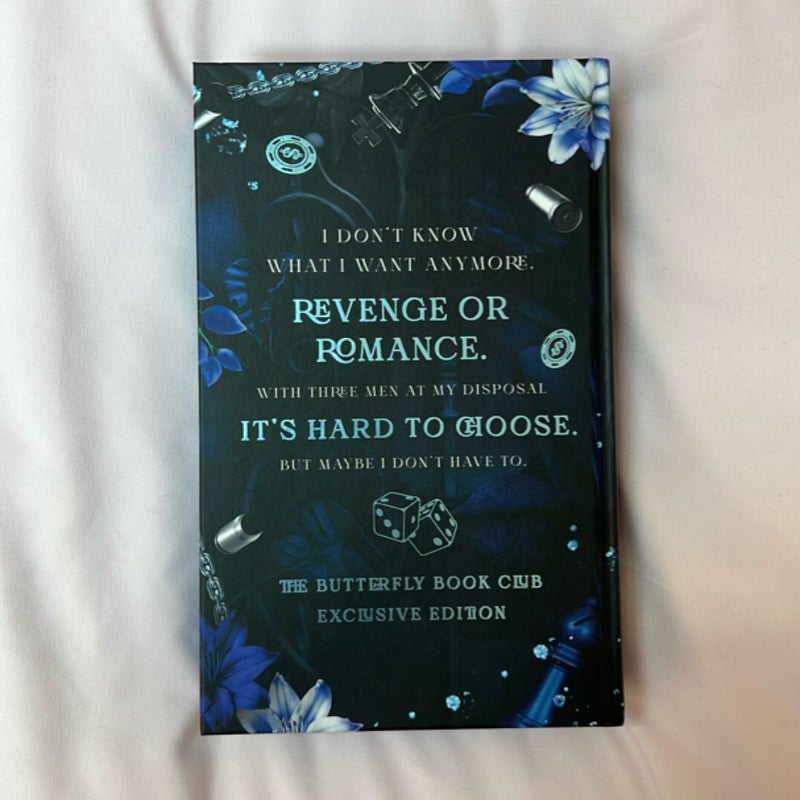 I DON'T KNOW
WHAT I WANT ANYMORE.
REVENGE OR
ROMANCE.
WITH THREE MEN AT MY DISPOSAL
IT'S HARD TO CHOOSE.
BUT MAYBE I DON'T HAVE TO.
THE BUTTERFLY BOOK CLUB
EXCLUSIVE EDITION